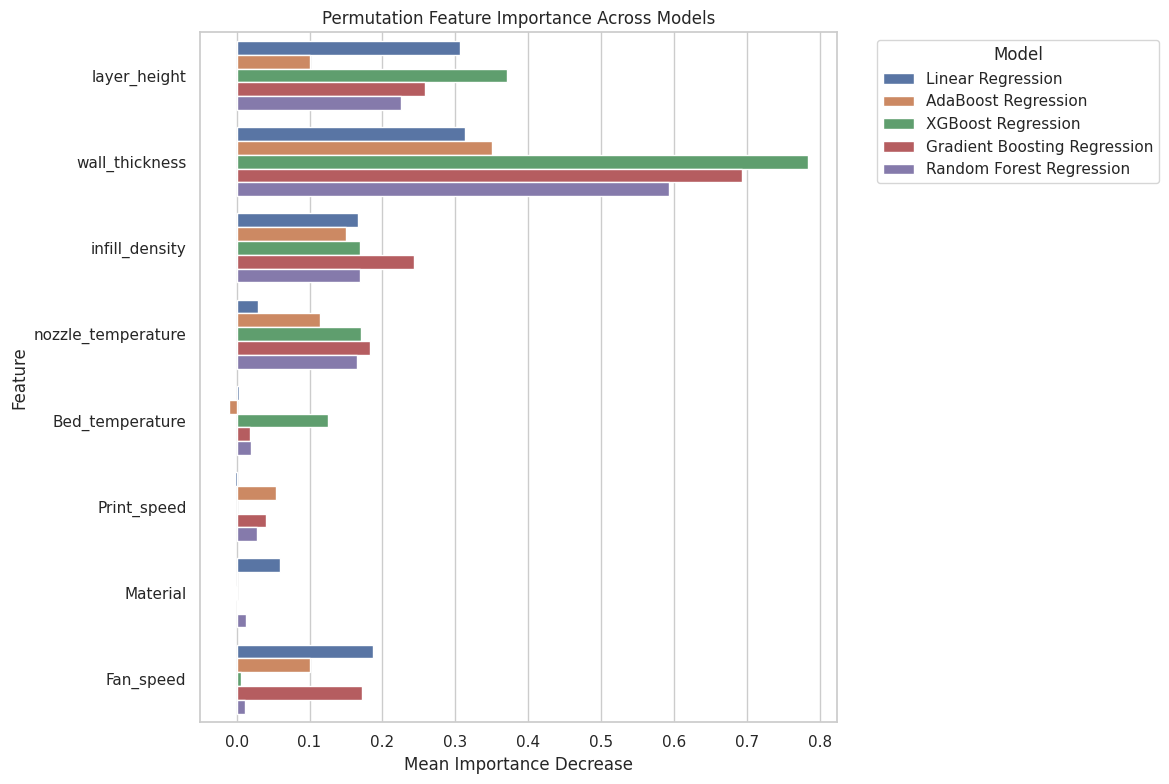 Permutation Feature Importance Across Models
Feature
layer_height
wall_thickness
infill_density
nozzle_temperature
Bed_temperature
Print_speed
Material
Fan_speed
0.0 0.1 0.2 0.3 0.4 0.5 0.6 0.7 0.8
Mean Importance Decrease
Model
Linear Regression
AdaBoost Regression
XGBoost Regression
Gradient Boosting Regression
Random Forest Regression